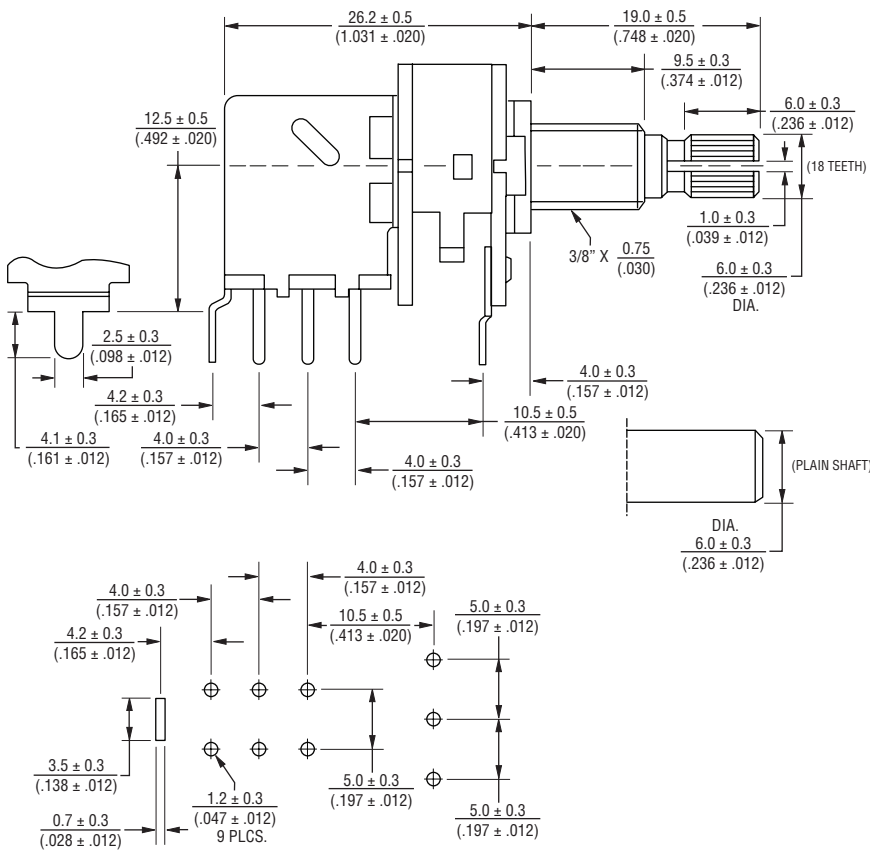 26.2 ± 0.5
(1.031 ± .020)
19.0 ± 0.5
(.748 ± .020)
9.5 ± 0.3
(.374 ± .012)
6.0 ± 0.3
(.236 ± .012)
12.5 ± 0.5
(.492 ± .020)
(18 TEETH)
1.0 ± 0.3
(.039 ± .012)
3/8" X 0.75
(.030)
6.0 ± 0.3
(.236 ± .012)
DIA.
2.5 ± 0.3
(.098 ± .012)
4.2 ± 0.3
(.165 ± .012)
4.0 ± 0.3
(.157 ± .012)
10.5 ± 0.5
(.413 ± .020)
4.1 ± 0.3
(.161 ± .012)
4.0 ± 0.3
(.157 ± .012)
4.0 ± 0.3
(.157 ± .012)
(PLAIN SHAFT)
DIA.
6.0 ± 0.3
(.236 ± .012)
4.0 ± 0.3
(.157 ± .012)
4.0 ± 0.3
(.157 ± .012)
10.5 ± 0.5
(.413 ± .020)
5.0 ± 0.3
(.197 ± .012)
4.2 ± 0.3
(.165 ± .012)
3.5 ± 0.3
(.138 ± .012)
5.0 ± 0.3
(.197 ± .012)
1.2 ± 0.3
(.047 ± .012)
9 PLCS.
0.7 ± 0.3
(.028 ± .012)
5.0 ± 0.3
(.197 ± .012)